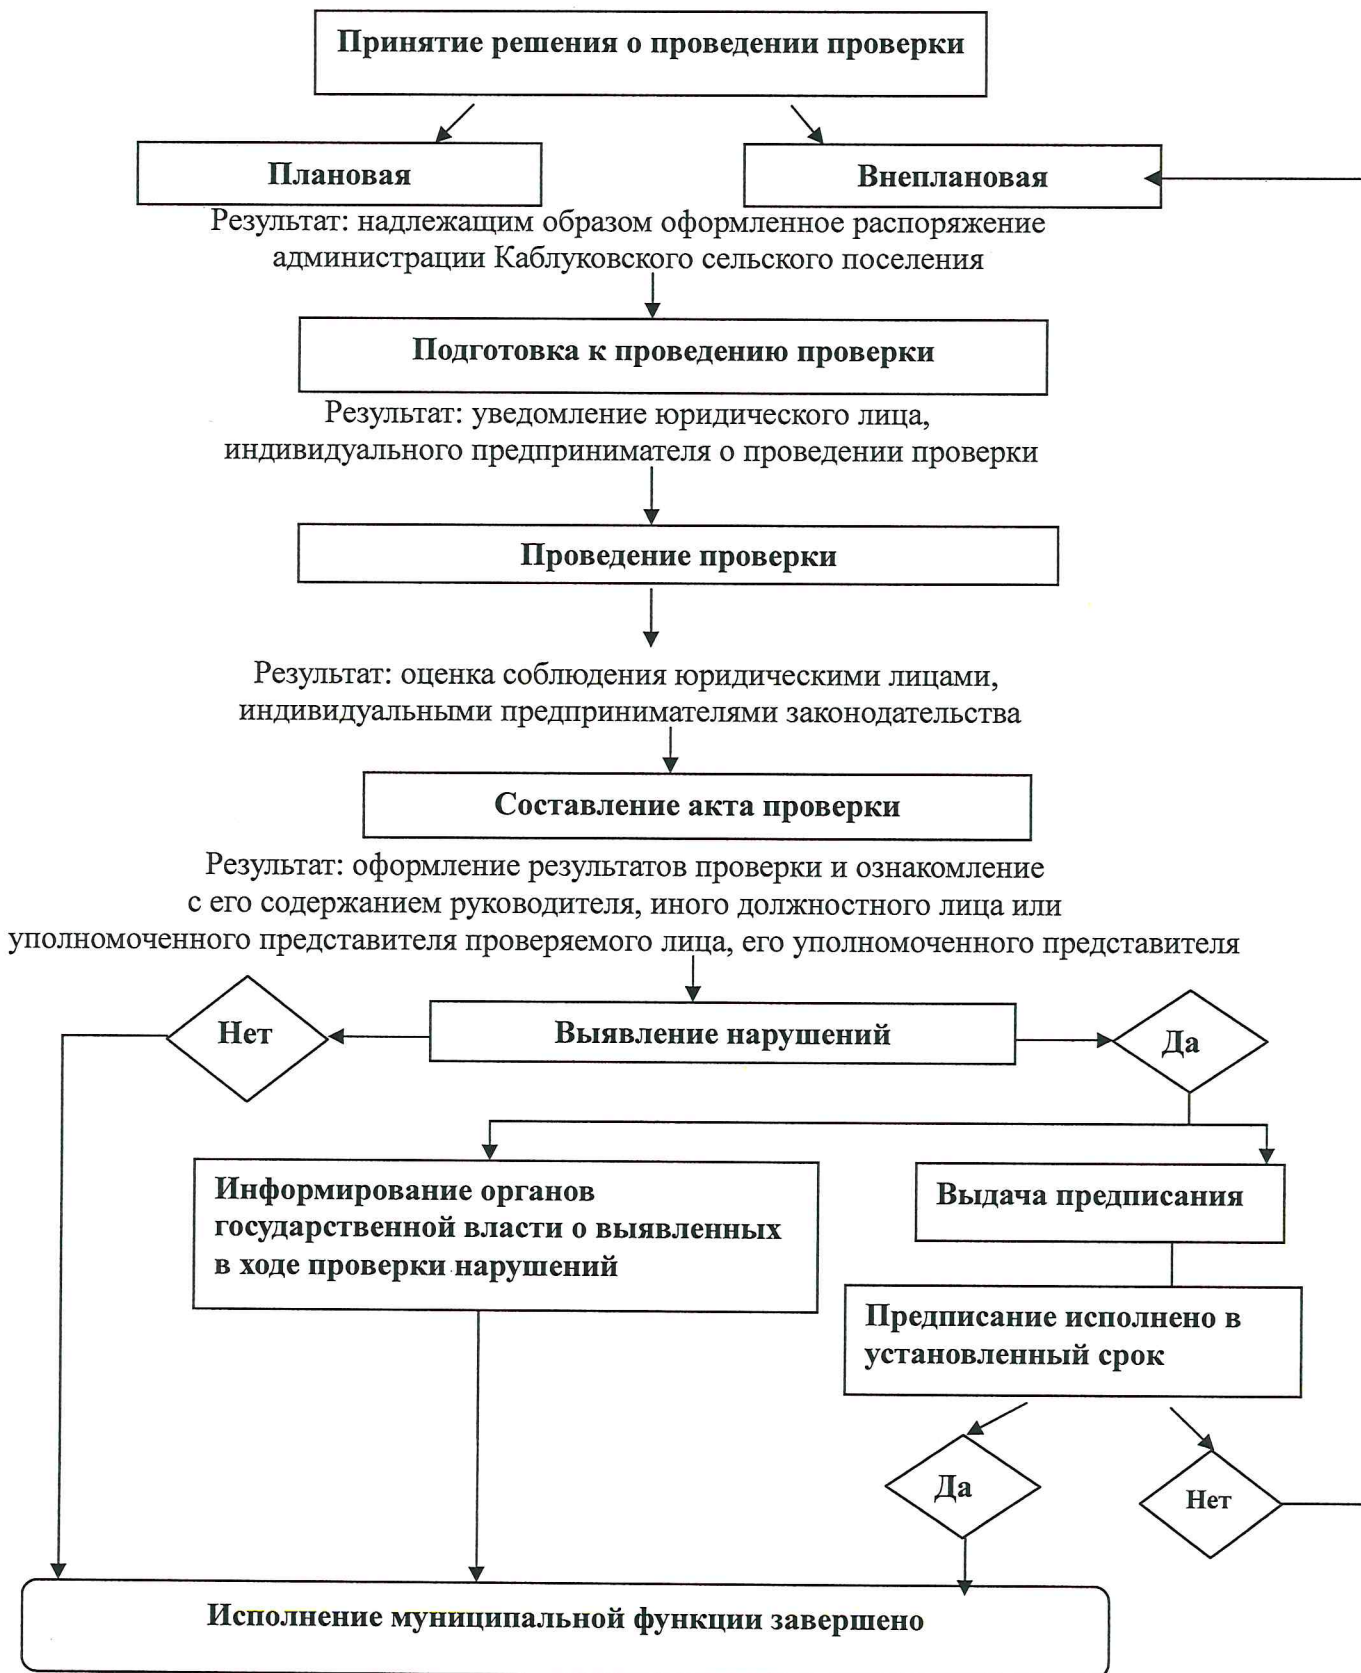 Принятие решения о проведении проверки
Плановая
Внеплановая
Результат: надлежащим образом оформленное распоряжение
администрации Каблуковского сельского поселения
Подготовка к проведению проверки
Результат: уведомление юридического лица,
индивидуального предпринимателя о проведении проверки
Проведение проверки
Результат: оценка соблюдения юридическими лицами,
индивидуальными предпринимателями законодательства
Составление акта проверки
Результат: оформление результатов проверки и ознакомление
с его содержанием руководителя, иного должностного лица или
уполномоченного представителя проверяемого лица, его уполномоченного представителя
Нет
Выявление нарушений
Да
Информирование органов
государственной власти о выявленных
в ходе проверки нарушений
Выдача предписания
Предписание исполнено в
установленный срок
Да
Нет
Исполнение муниципальной функции завершено